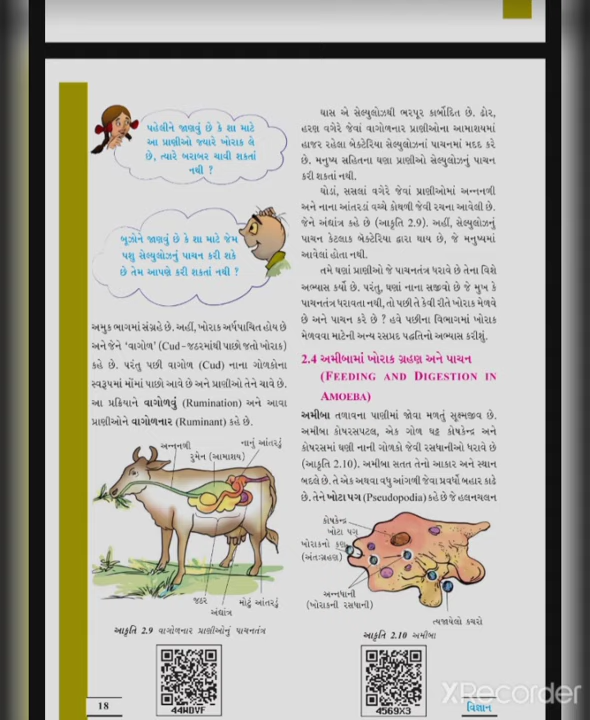 પહેલીને જાણવું છે કે શા માટે
આ પ્રાણીઓ જ્યારે ખોરાક લે
છે, ત્યારે બરાબર ચાવી શકતાં
નથી ?
બૂઝોને જાણવું છે કે શા માટે જેમ
પશુ સેલ્યુલોઝનું પાચન કરી શકે
છે તેમ આપણે કરી શકતાં નથી ?
અમુક ભાગમાં સંગ્રહે છે. અહીં, ખોરાક અર્ધપાચિત હોય છે
અને જેને ‘વાગોળ’ (Cud–જઠરમાંથી પાછો જતો ખોરાક)
કહે છે. પરંતુ પછી વાગોળ (Cud) નાના ગોળકોના
સ્વરૂપમાં મોંમાં પાછો આવે છે અને પ્રાણીઓ તેને ચાવે છે.
આ પ્રક્રિયાને વાગોળવું (Rumination) અને આવા
પ્રાણીઓને વાગોળનાર (Ruminant) કહે છે.
અન્નનળી
નાનું આંતરડું
રુમેન (આમાશય)
જઠર
મોટું આંતરડું
અંધાંત્ર
આકૃતિ 2.9 વાગોળનાર પ્રાણીઓનું પાચનતંત્ર
44WDVF
18
ઘાસ એ સેલ્યુલોઝથી ભરપૂર કાર્બોદિત છે. ઢોર,
હરણ વગેરે જેવાં વાગોળનાર પ્રાણીઓના આમાશયમાં
હાજર રહેલા બેક્ટેરિયા સેલ્યુલોઝનાં પાચનમાં મદદ કરે
છે. મનુષ્ય સહિતના ઘણા પ્રાણીઓ સેલ્યુલોઝનું પાચન
કરી શકતાં નથી.
ઘોડાં, સસલાં વગેરે જેવાં પ્રાણીઓમાં અન્નનળી
અને નાના આંતરડાં વચ્ચે કોથળી જેવી રચના આવેલી છે.
જેને અંધાંત્ર કહે છે (આકૃતિ 2.9). અહીં, સેલ્યુલોઝનું
પાચન કેટલાક બેક્ટેરિયા દ્વારા થાય છે, જે મનુષ્યમાં
આવેલાં હોતા નથી.
તમે ઘણાં પ્રાણીઓ જે પાચનતંત્ર ધરાવે છે તેના વિશે
અભ્યાસ કર્યો છે. પરંતુ, ઘણાં નાના સજીવો છે જે મુખ કે
પાચનતંત્ર ધરાવતા નથી, તો પછી તે કેવી રીતે ખોરાક મેળવે
છે અને પાચન કરે છે ? હવે પછીના વિભાગમાં ખોરાક
મેળવવા માટેની અન્ય રસપ્રદ પદ્ધતિનો અભ્યાસ કરીશું.
2.4 અમીબામાં ખોરાક ગ્રહણ અને પાચન
(FEEDING AND DIGESTION IN
AMOEBA)
અમીબા તળાવના પાણીમાં જોવા મળતું સૂક્ષ્મજીવ છે.
અમીબા કોષરસપટલ, એક ગોળ ઘટ્ટ કોષકેન્દ્ર અને
કોષરસમાં ઘણી નાની ગોળકો જેવી રસધાનીઓ ધરાવે છે
(આકૃતિ 2.10). અમીબા સતત તેનો આકાર અને સ્થાન
બદલે છે. તે એક અથવા વધુ આંગળી જેવા પ્રવર્ધો બહાર કાઢે
છે. તેને ખોટા પગ (Pseudopodia) કહે છે જે હલનચલન
કોષકેન્દ્ર
ખોટા પગ
ખોરાકનો કણ
(અંતઃગ્રહણ)
અન્નધાની
(ખોરાકની રસધાની)
ત્યજાયેલો કચરો
આકૃતિ 2.10 અમીબા
4569X3
વિજ્ઞાન
XRecorder